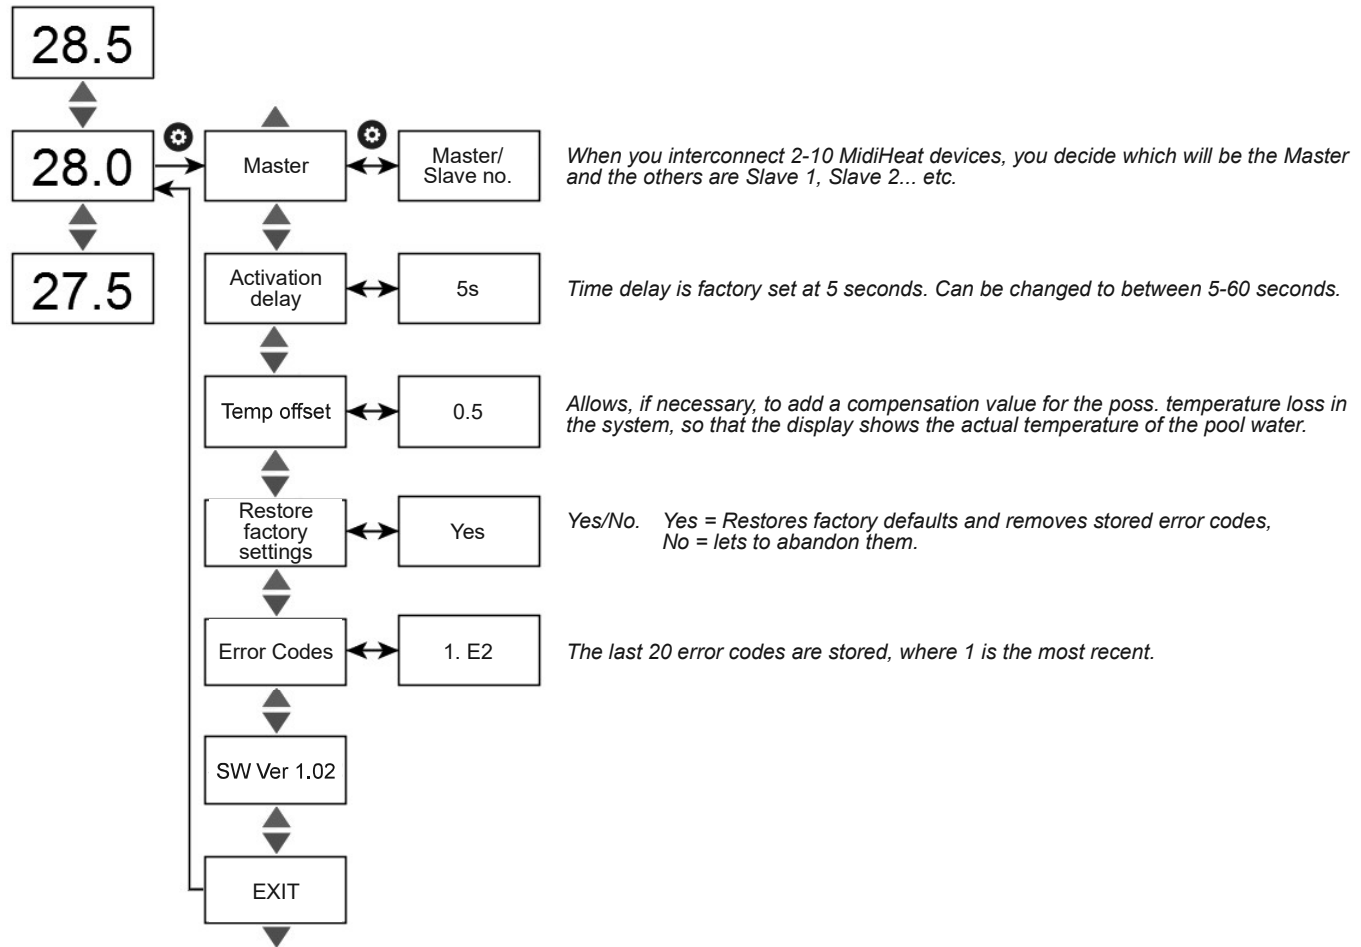 28.5
28.0
27.5
Master
Master/
Slave no.
When you interconnect 2-10 MidiHeat devices, you decide which will be the Master
and the others are Slave 1, Slave 2... etc.
Activation
delay
5s
Time delay is factory set at 5 seconds. Can be changed to between 5-60 seconds.
Temp offset
0.5
Allows, if necessary, to add a compensation value for the poss. temperature loss in
the system, so that the display shows the actual temperature of the pool water.
Restore
factory
settings
Yes
Yes/No. Yes = Restores factory defaults and removes stored error codes,
No = lets to abandon them.
Error Codes
1. E2
The last 20 error codes are stored, where 1 is the most recent.
SW Ver 1.02
EXIT